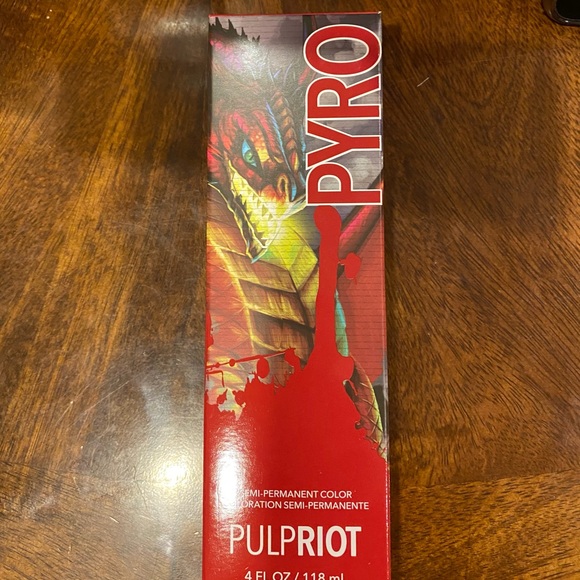 PYRO
SEMI-PERMANENT COLOR
COLORATION SEMI-PERMANENTE
PULPRIOT
4 FL OZ / 118 ml